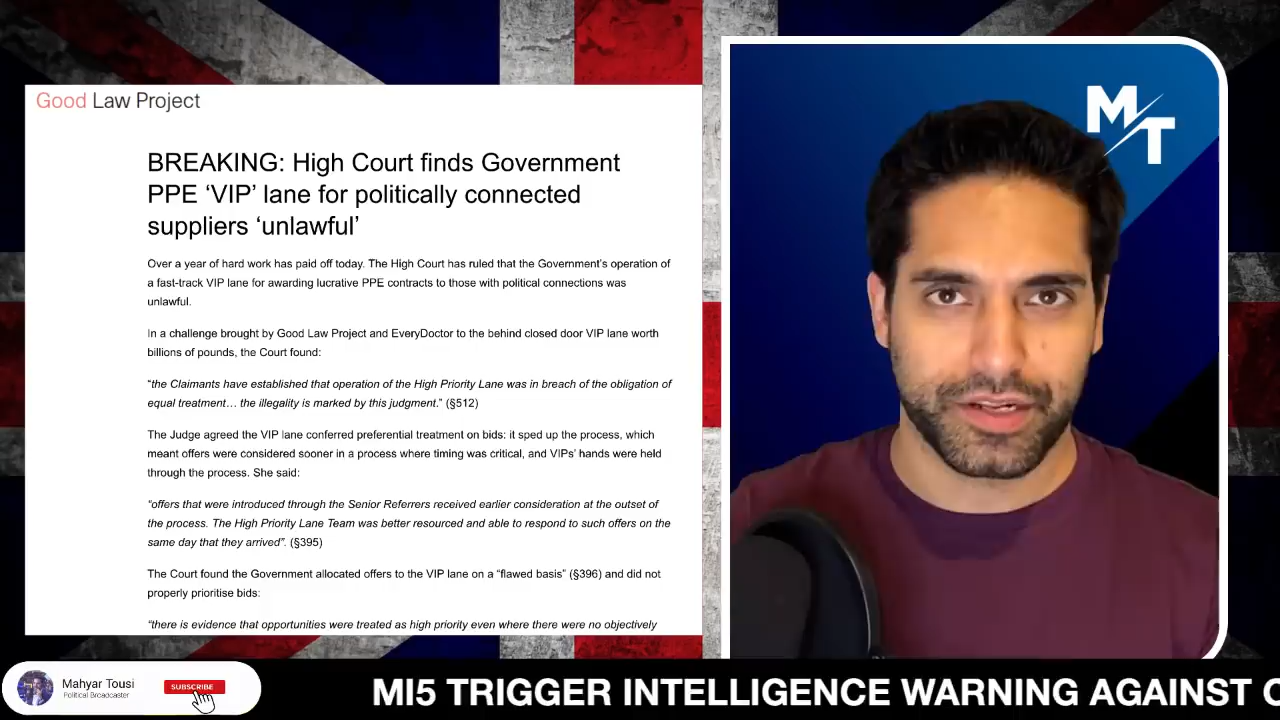 Good Law Project
BREAKING: High Court finds Government
PPE ‘VIP’ lane for politically connected
suppliers ‘unlawful’
Over a year of hard work has paid off today. The High Court has ruled that the Government’s operation of
a fast-track VIP lane for awarding lucrative PPE contracts to those with political connections was
unlawful.
In a challenge brought by Good Law Project and EveryDoctor to the behind closed door VIP lane worth
billions of pounds, the Court found:
“the Claimants have established that operation of the High Priority Lane was in breach of the obligation of
equal treatment… the illegality is marked by this judgment.” (§512)
The Judge agreed the VIP lane conferred preferential treatment on bids: it sped up the process, which
meant offers were considered sooner in a process where timing was critical, and VIPs’ hands were held
through the process. She said:
“offers that were introduced through the Senior Referrers received earlier consideration at the outset of
the process. The High Priority Lane Team was better resourced and able to respond to such offers on the
same day that they arrived”. (§395)
The Court found the Government allocated offers to the VIP lane on a “flawed basis” (§396) and did not
properly prioritise bids:
“there is evidence that opportunities were treated as high priority even where there were no objectively
MT
Mahyar Tousi
Political Broadcaster
SUBSCRIBE
MI5 TRIGGER INTELLIGENCE WARNING AGAINST